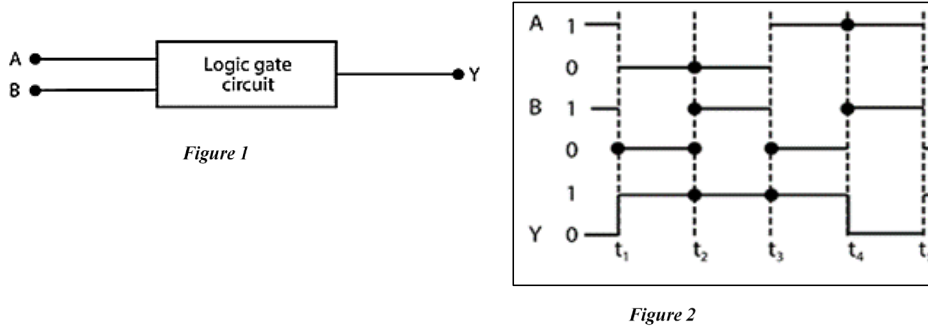 A
B
Logic gate
circuit
Y
Figure 1
A 1
0
B 1
0
1
Y 0
t₁ t₂ t₃ t₄
Figure 2